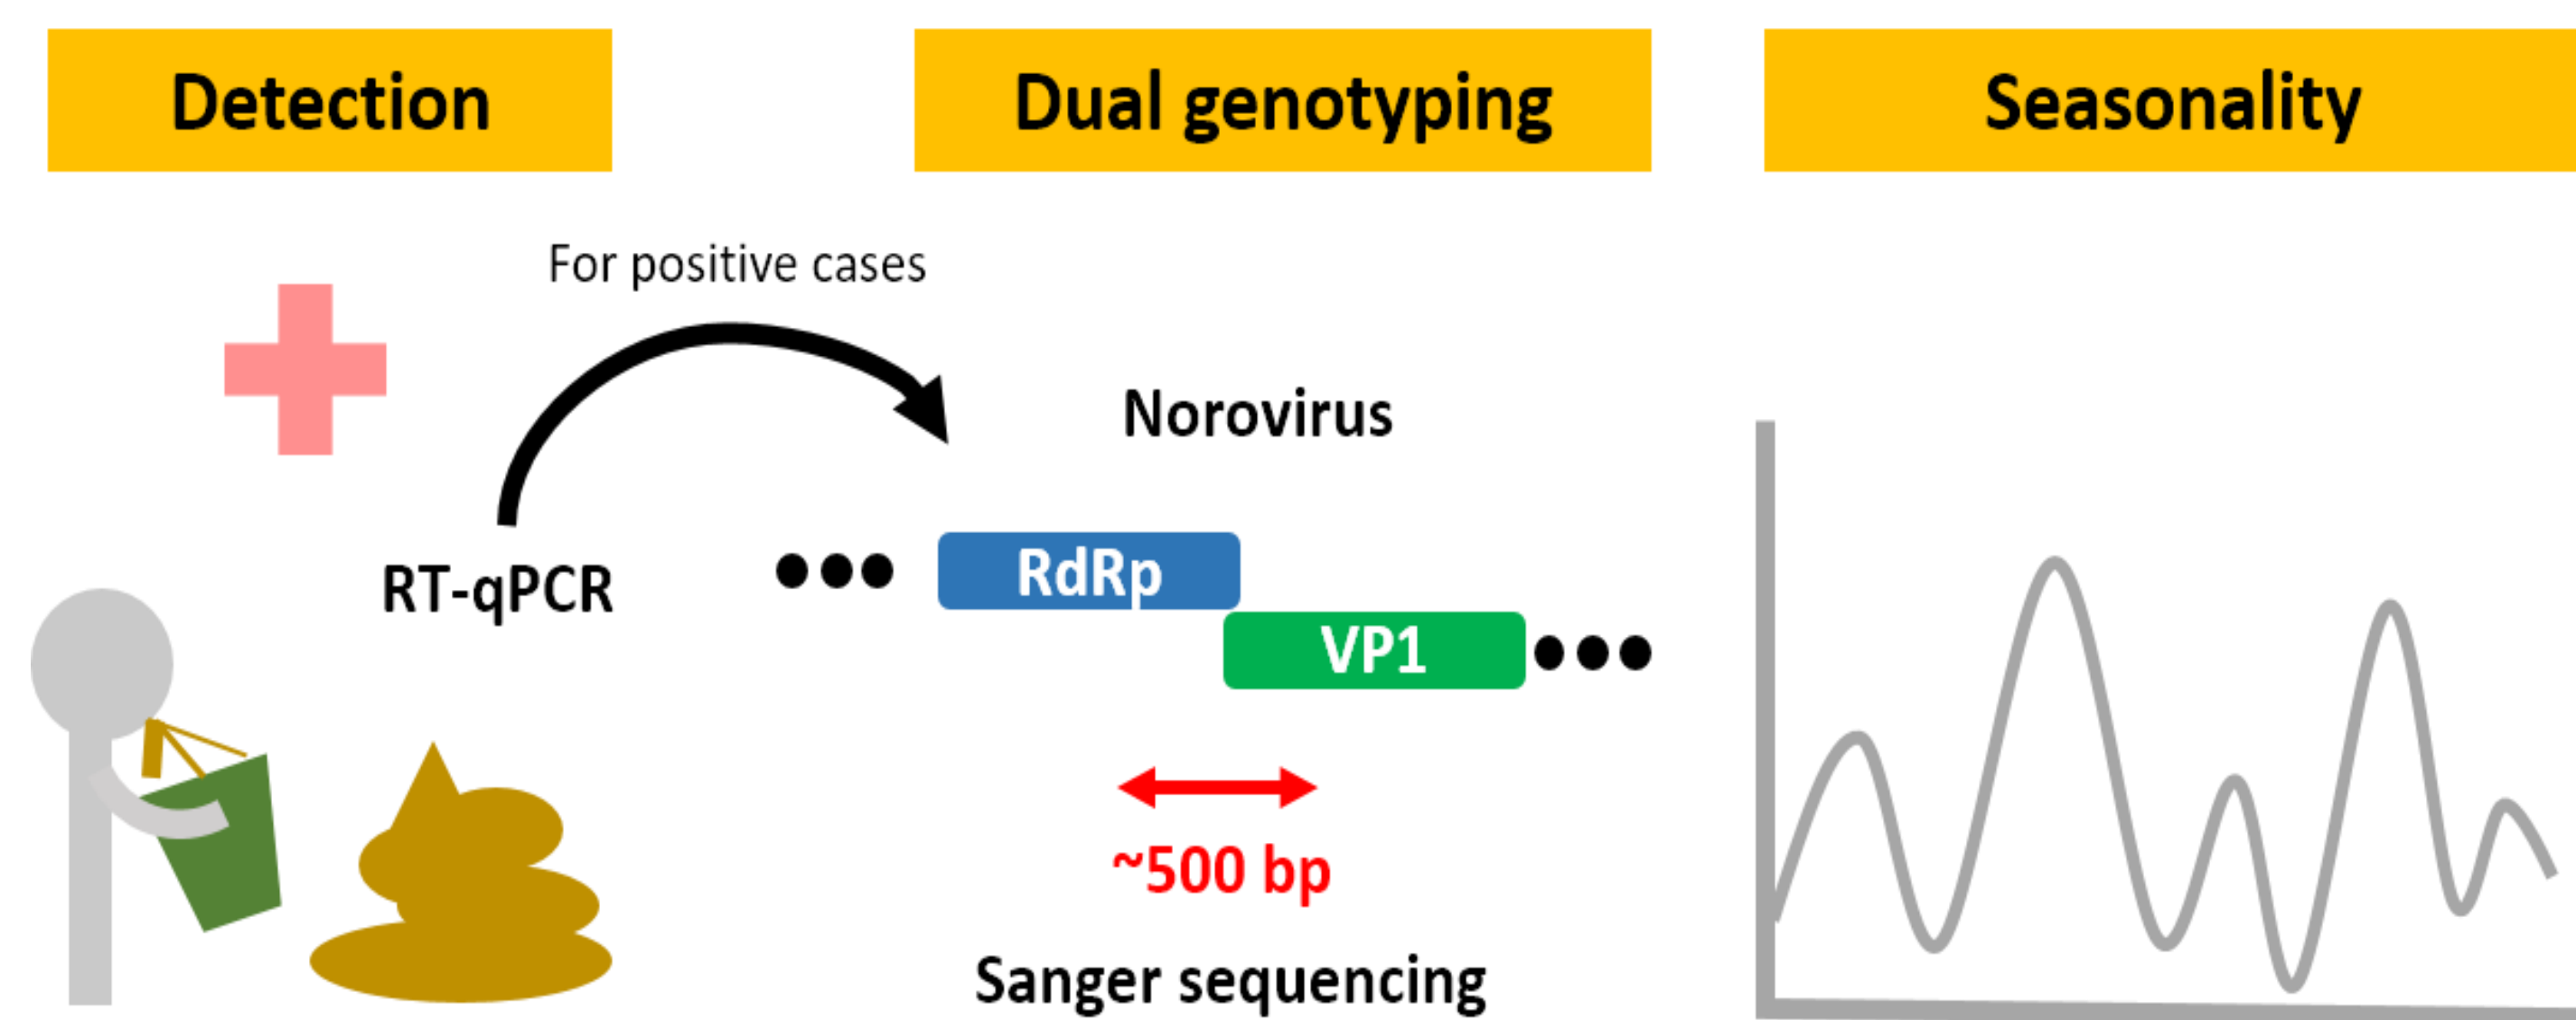 Detection
Dual genotyping
Seasonality
For positive cases
Norovirus
RT-qPCR
RdRp
VP1
~500 bp
Sanger sequencing